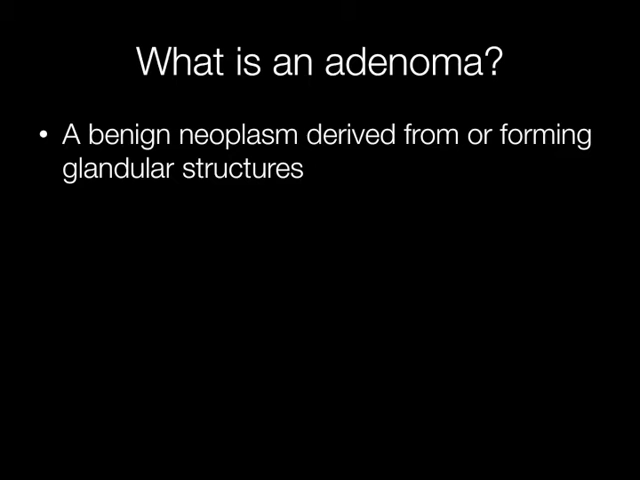 What is an adenoma?
• A benign neoplasm derived from or forming
glandular structures